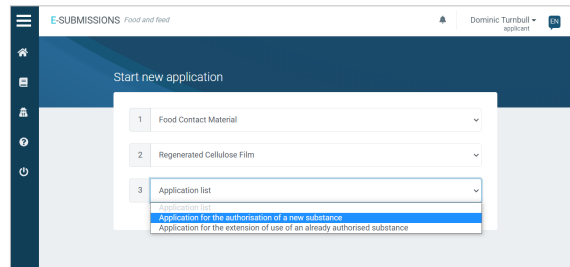 E-SUBMISSIONS Food and feed
Dominic Turnbull
applicant
EN
Start new application
1 Food Contact Material
2 Regenerated Cellulose Film
3 Application list
Application list
Application for the authorisation of a new substance
Application for the extension of use of an already authorised substance